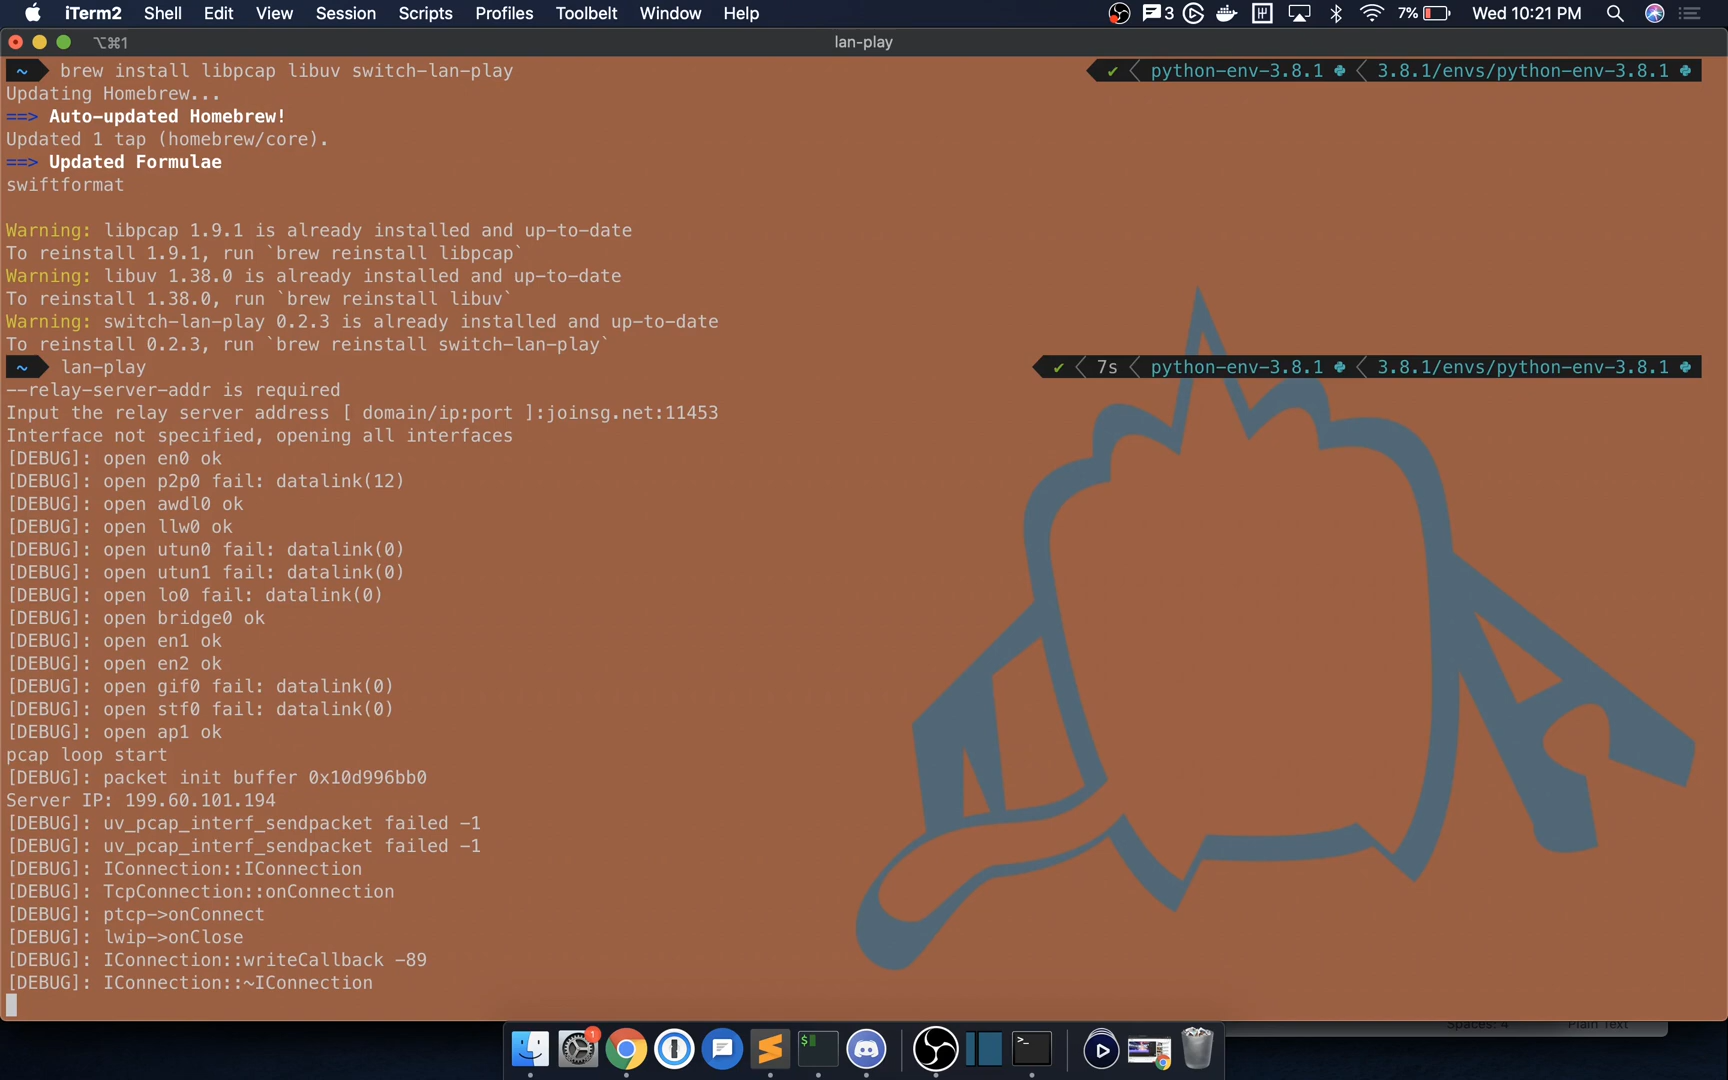 iTerm2 Shell Edit View Session Scripts Profiles Toolbelt Window Help 3 7% Wed 10:21 PM
⌥⌘1 lan-play
~ brew install libpcap libuv switch-lan-play ✔ python-env-3.8.1 3.8.1/envs/python-env-3.8.1
Updating Homebrew...
==> Auto-updated Homebrew!
Updated 1 tap (homebrew/core).
==> Updated Formulae
swiftformat
Warning: libpcap 1.9.1 is already installed and up-to-date
To reinstall 1.9.1, run `brew reinstall libpcap`
Warning: libuv 1.38.0 is already installed and up-to-date
To reinstall 1.38.0, run `brew reinstall libuv`
Warning: switch-lan-play 0.2.3 is already installed and up-to-date
To reinstall 0.2.3, run `brew reinstall switch-lan-play`
~ lan-play ✔ 7s python-env-3.8.1 3.8.1/envs/python-env-3.8.1
--relay-server-addr is required
Input the relay server address [ domain/ip:port ]:joinsg.net:11453
Interface not specified, opening all interfaces
[DEBUG]: open en0 ok
[DEBUG]: open p2p0 fail: datalink(12)
[DEBUG]: open awdl0 ok
[DEBUG]: open llw0 ok
[DEBUG]: open utun0 fail: datalink(0)
[DEBUG]: open utun1 fail: datalink(0)
[DEBUG]: open lo0 fail: datalink(0)
[DEBUG]: open bridge0 ok
[DEBUG]: open en1 ok
[DEBUG]: open en2 ok
[DEBUG]: open gif0 fail: datalink(0)
[DEBUG]: open stf0 fail: datalink(0)
[DEBUG]: open ap1 ok
pcap loop start
[DEBUG]: packet init buffer 0x10d996bb0
Server IP: 199.60.101.194
[DEBUG]: uv_pcap_interf_sendpacket failed -1
[DEBUG]: uv_pcap_interf_sendpacket failed -1
[DEBUG]: IConnection::IConnection
[DEBUG]: TcpConnection::onConnection
[DEBUG]: ptcp->onConnect
[DEBUG]: lwip->onClose
[DEBUG]: IConnection::writeCallback -89
[DEBUG]: IConnection::~IConnection
Spaces: 4 Plain Text
1
$
>_